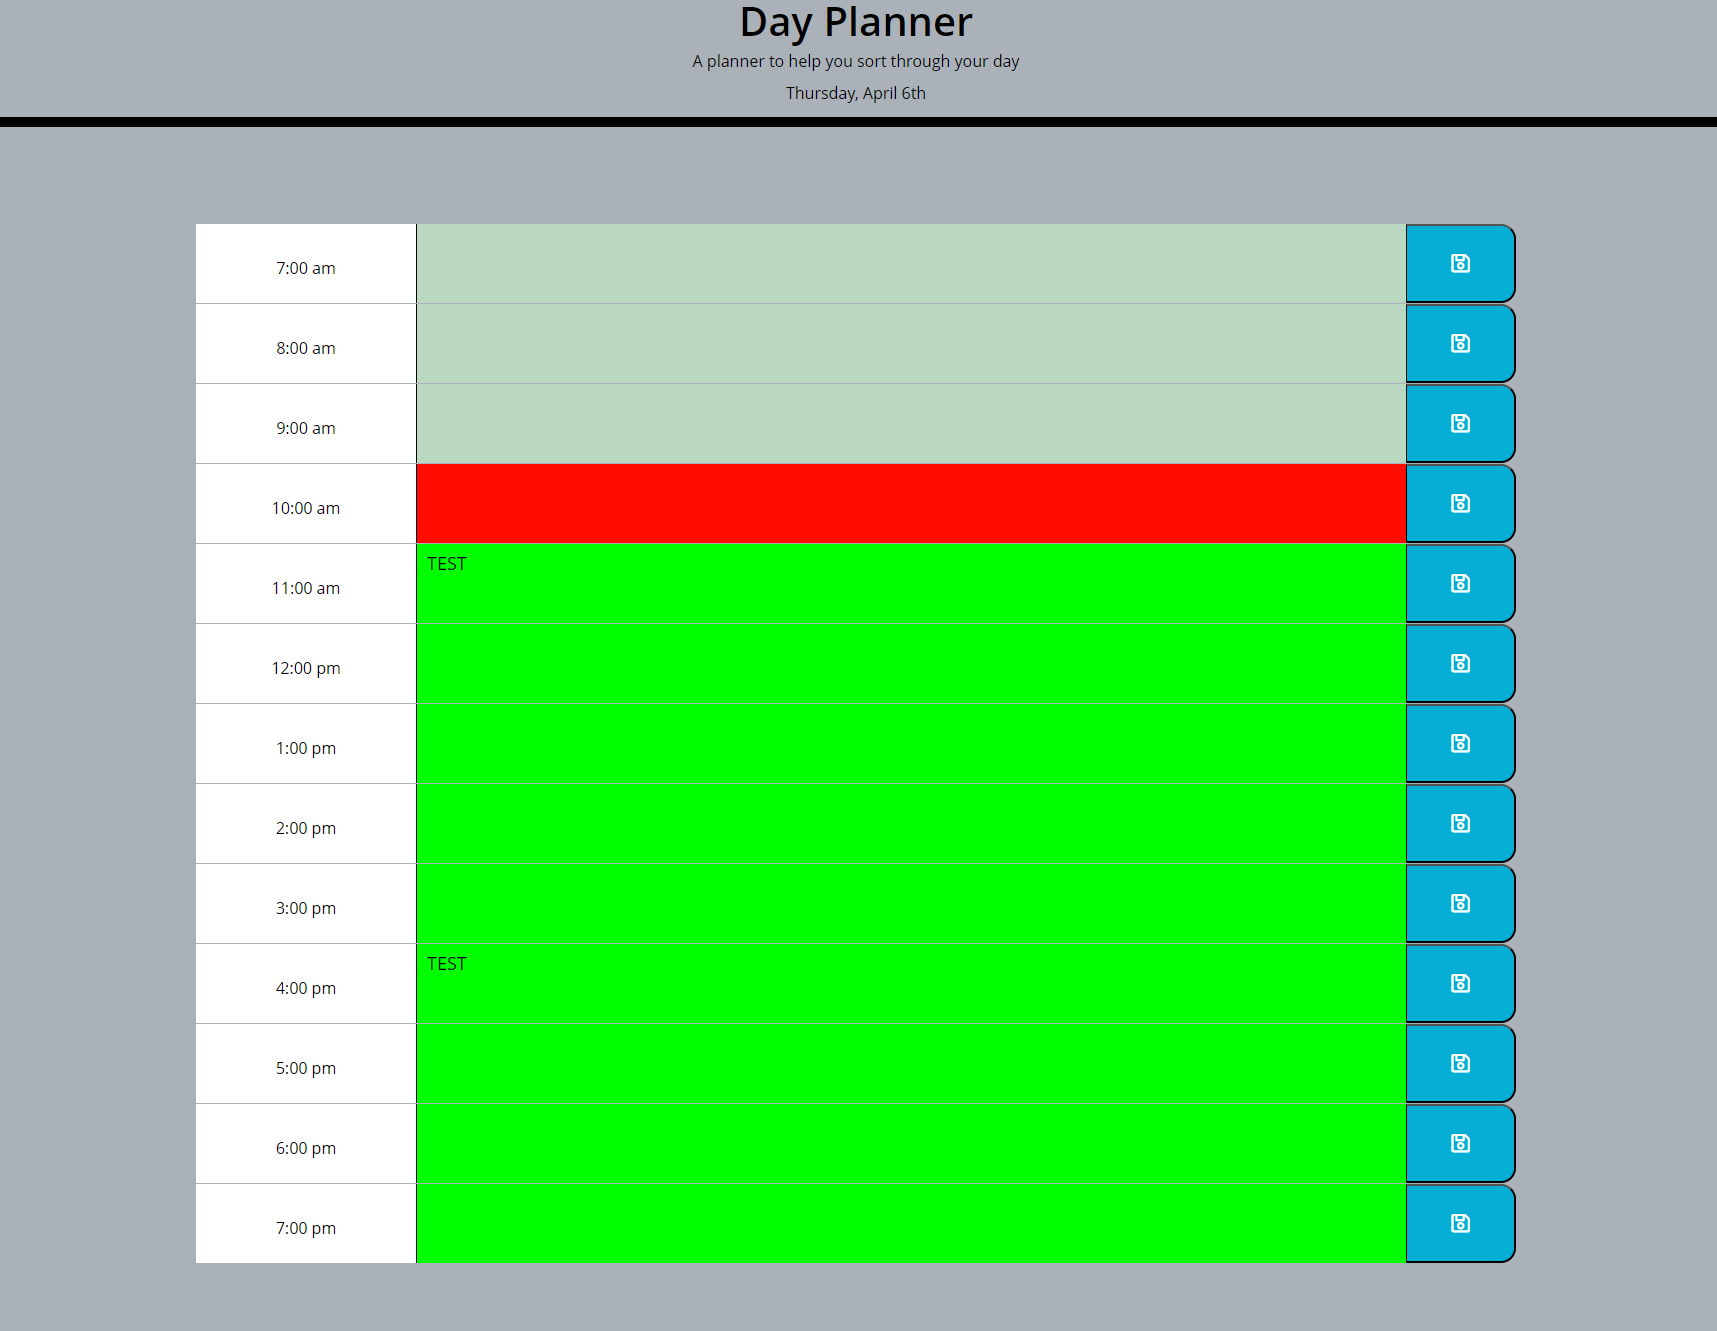 Day Planner
A planner to help you sort through your day
Thursday, April 6th
7:00 am
8:00 am
9:00 am
10:00 am
11:00 am TEST
12:00 pm
1:00 pm
2:00 pm
3:00 pm
4:00 pm TEST
5:00 pm
6:00 pm
7:00 pm